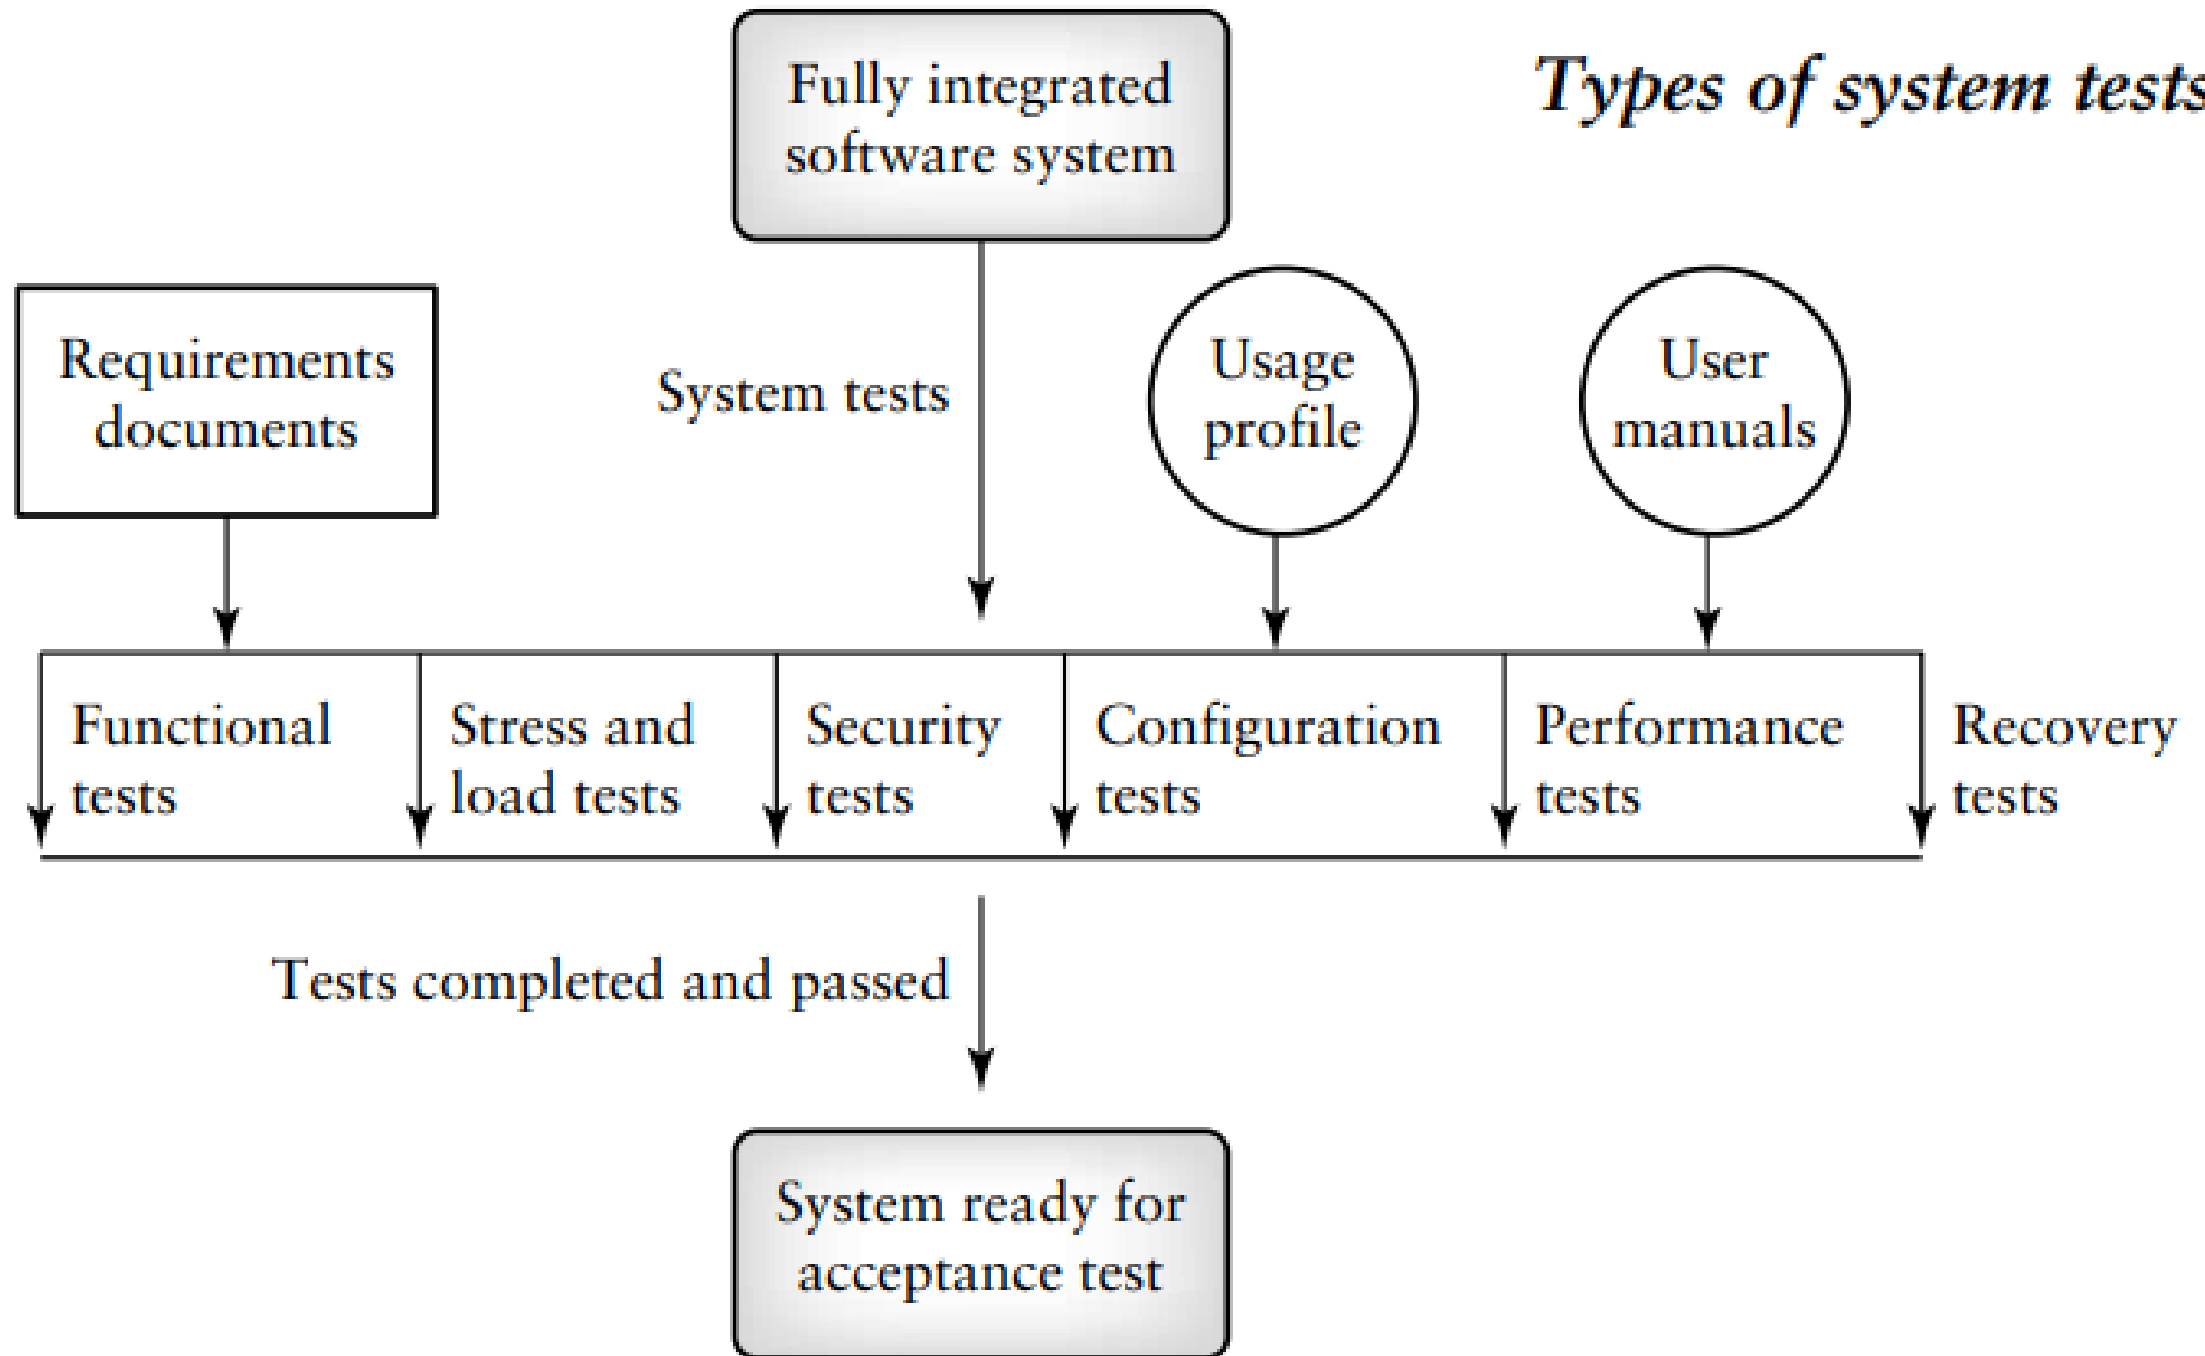 Fully integrated
software system
Types of system tests
Requirements
documents
System tests
Usage
profile
User
manuals
Functional
tests
Stress and
load tests
Security
tests
Configuration
tests
Performance
tests
Recovery
tests
Tests completed and passed
System ready for
acceptance test